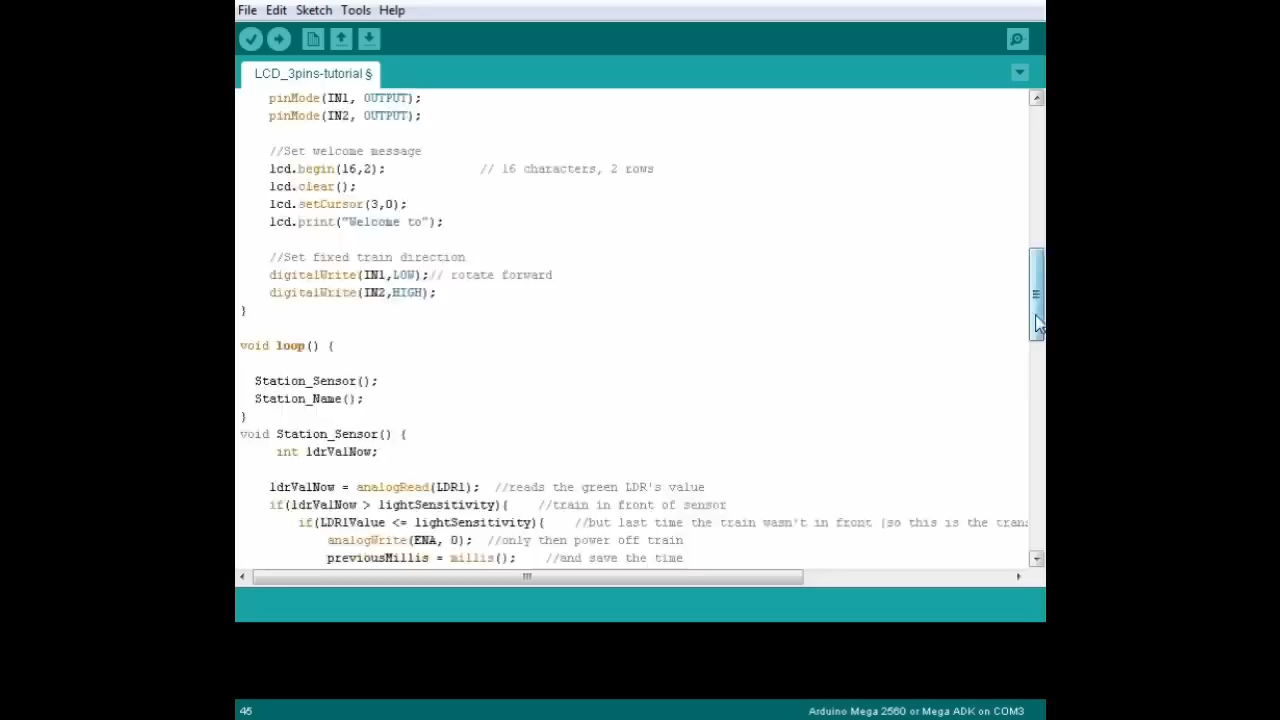 File Edit Sketch Tools Help
LCD_3pins-tutorial §
pinMode(IN1, OUTPUT);
pinMode(IN2, OUTPUT);
//Set welcome message
lcd.begin(16,2); // 16 characters, 2 rows
lcd.clear();
lcd.setCursor(3,0);
lcd.print("Welcome to");
//Set fixed train direction
digitalWrite(IN1,LOW);// rotate forward
digitalWrite(IN2,HIGH);
}
void loop() {
Station_Sensor();
Station_Name();
}
void Station_Sensor() {
int ldrValNow;
ldrValNow = analogRead(LDR1); //reads the green LDR's value
if(ldrValNow > lightSensitivity){ //train in front of sensor
if(LDR1Value <= lightSensitivity){ //but last time the train wasn't in front (so this is the tran
analogWrite(ENA, 0); //only then power off train
previousMillis = millis(); //and save the time
45 Arduino Mega 2560 or Mega ADK on COM3